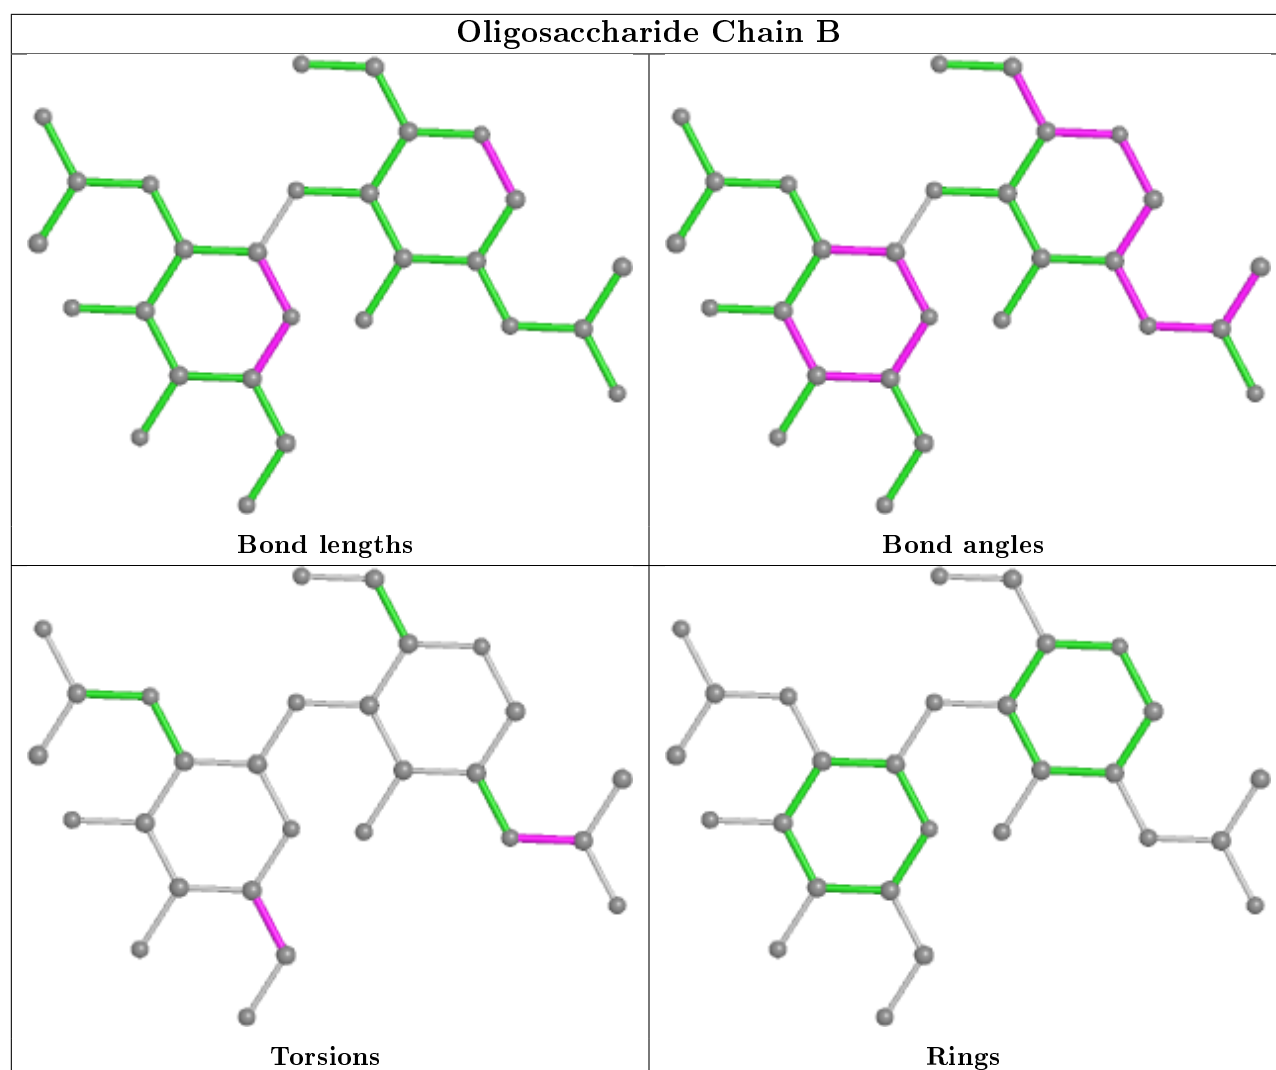 Oligosaccharide Chain B
Bond lengths
Bond angles
Torsions
Rings